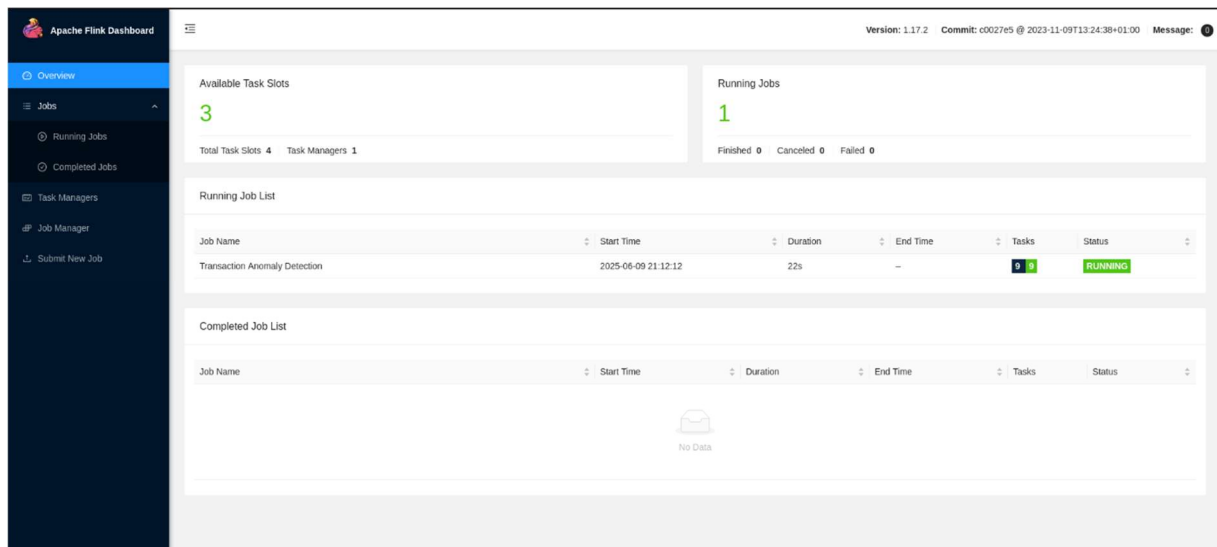 Apache Flink Dashboard
Version: 1.17.2 Commit: c0027e5 @ 2023-11-09T13:24:38+01:00 Message: 0
Overview
Jobs
Running Jobs
Completed Jobs
Task Managers
Job Manager
Submit New Job
Available Task Slots
3
Total Task Slots 4 Task Managers 1
Running Jobs
1
Finished 0 Canceled 0 Failed 0
Running Job List
Job Name Start Time Duration End Time Tasks Status
Transaction Anomaly Detection 2025-06-09 21:12:12 22s – 9 9 RUNNING
Completed Job List
Job Name Start Time Duration End Time Tasks Status
No Data